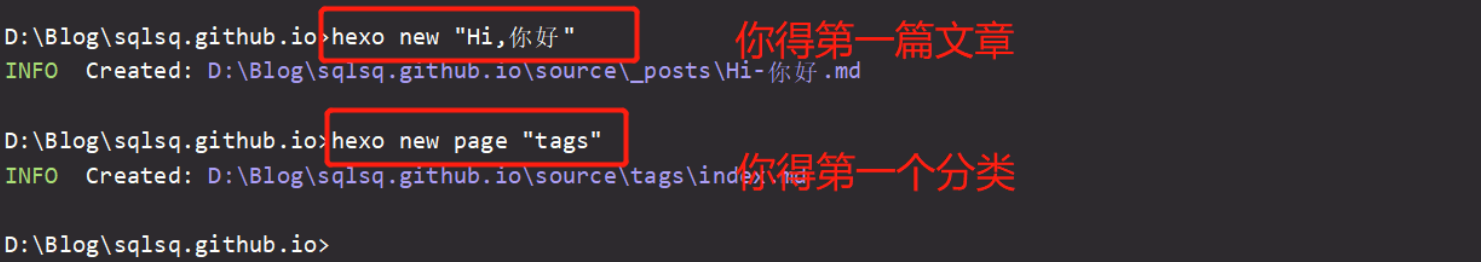 D:\Blog\sqlsq.github.io>hexo new "Hi,你好"
你得第一篇文章
INFO  Created: D:\Blog\sqlsq.github.io\source\_posts\Hi-你好.md
D:\Blog\sqlsq.github.io>hexo new page "tags"
INFO  Created: D:\Blog\sqlsq.github.io\source\tags\index.md
你得第一个分类
D:\Blog\sqlsq.github.io>